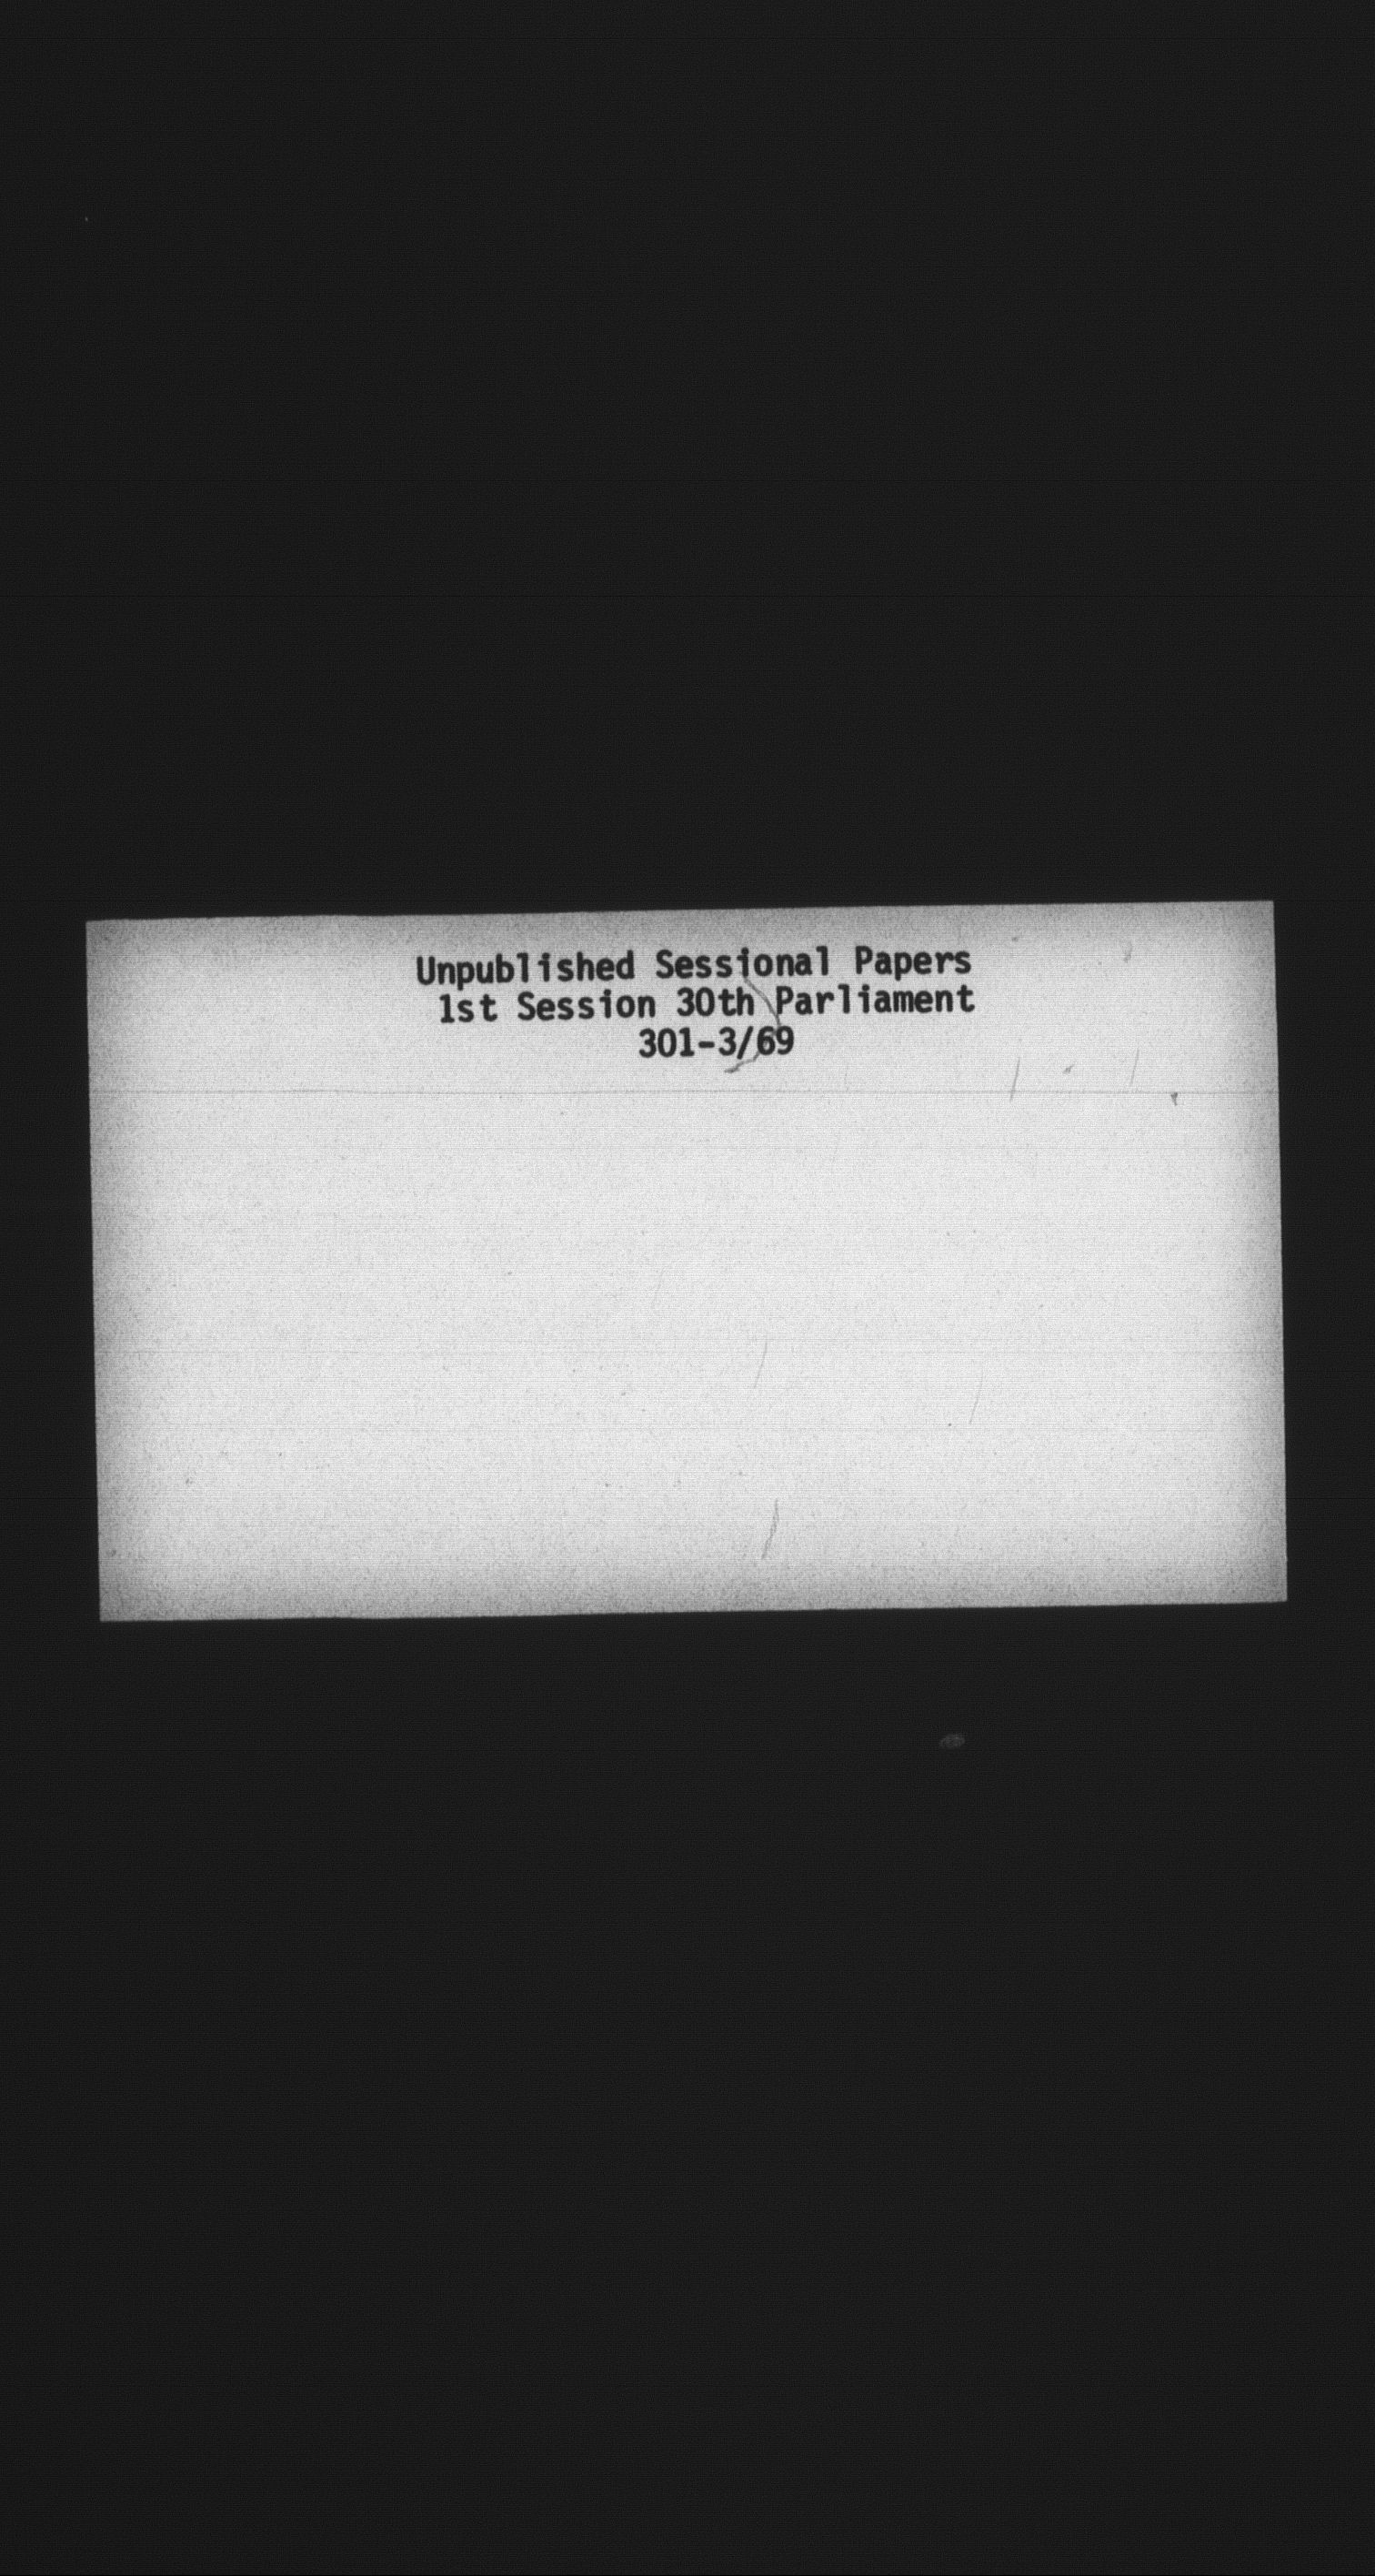 Unpublished Sessional Papers
1st Session 30th Parliament
301-3/69